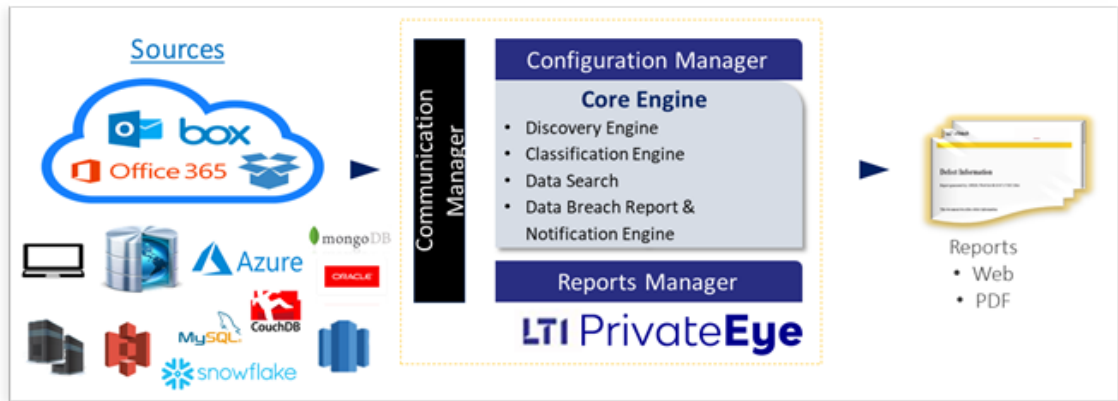 Sources
box
Office 365
mongoDB
Azure
ORACLE
CouchDB
MySQL
snowflake
Communication
Manager
Configuration Manager
Core Engine
• Discovery Engine
• Classification Engine
• Data Search
• Data Breach Report &
Notification Engine
Reports Manager
LTI PrivateEye
Defect Information
Reports
• Web
• PDF